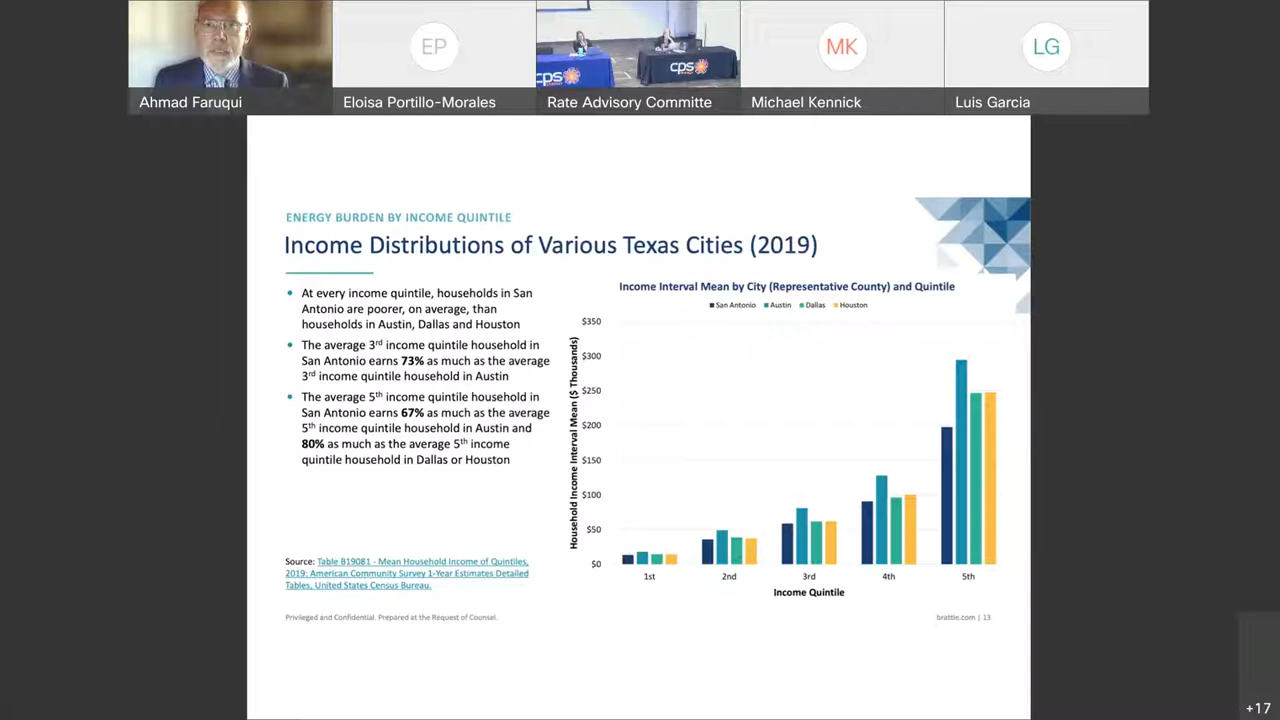 EP
MK
LG
cps
cps
Ahmad Faruqui
Eloisa Portillo-Morales
Rate Advisory Committe
Michael Kennick
Luis Garcia
ENERGY BURDEN BY INCOME QUINTILE
Income Distributions of Various Texas Cities (2019)
• At every income quintile, households in San
Antonio are poorer, on average, than
households in Austin, Dallas and Houston
• The average 3rd income quintile household in
San Antonio earns 73% as much as the average
3rd income quintile household in Austin
• The average 5th income quintile household in
San Antonio earns 67% as much as the average
5th income quintile household in Austin and
80% as much as the average 5th income
quintile household in Dallas or Houston
Source: Table B19081 - Mean Household Income of Quintiles,
2019: American Community Survey 1-Year Estimates Detailed
Tables, United States Census Bureau.
Income Interval Mean by City (Representative County) and Quintile
San Antonio Austin Dallas Houston
Household Income Interval Mean ($ Thousands)
$350
$300
$250
$200
$150
$100
$50
$0
1st 2nd 3rd 4th 5th
Income Quintile
Privileged and Confidential. Prepared at the Request of Counsel.
brattle.com | 13
+17